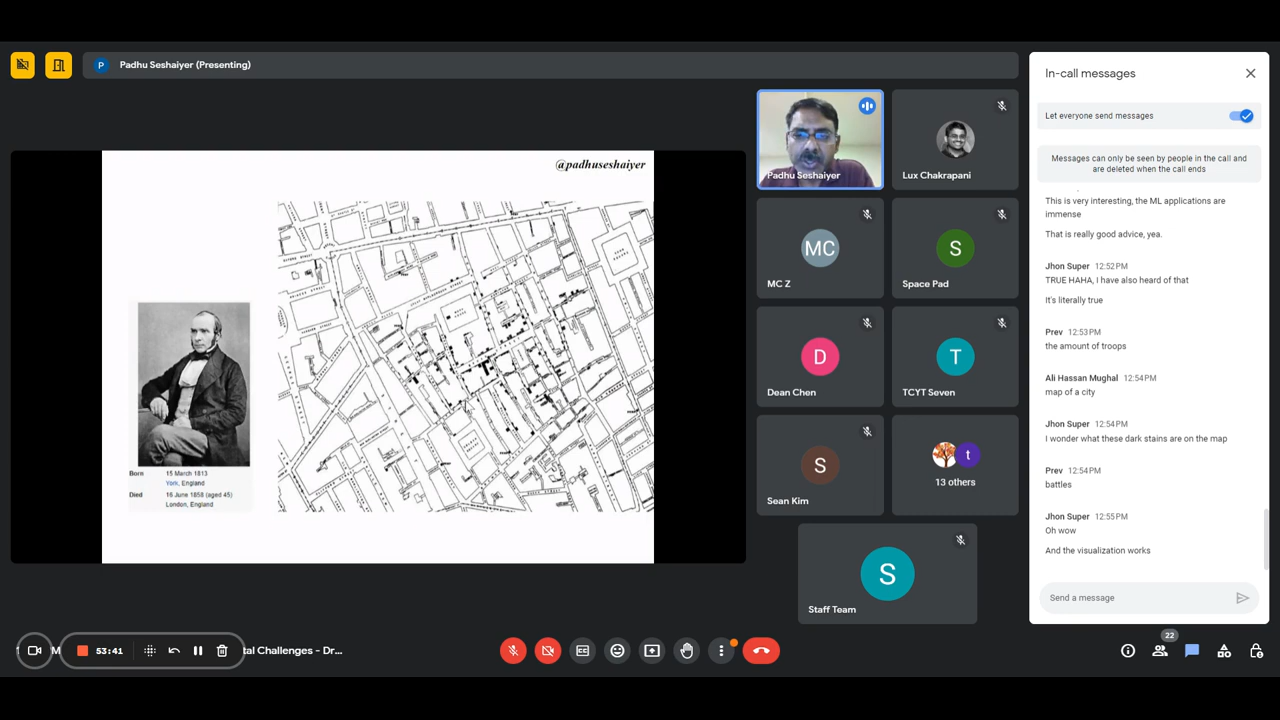 Padhu Seshaiyer (Presenting)
@padhuseshaiyer
Born 15 March 1813
York, England
Died 16 June 1858 (aged 45)
London, England
Padhu Seshaiyer
Lux Chakrapani
MC
MC Z
S
Space Pad
D
Dean Chen
T
TCYT Seven
S
Sean Kim
t
13 others
S
Staff Team
In-call messages
Let everyone send messages
Messages can only be seen by people in the call and
are deleted when the call ends
This is very interesting, the ML applications are
immense
That is really good advice, yea.
Jhon Super 12:52 PM
TRUE HAHA, I have also heard of that
It's literally true
Prev 12:53 PM
the amount of troops
Ali Hassan Mughal 12:54 PM
map of a city
Jhon Super 12:54 PM
I wonder what these dark stains are on the map
Prev 12:54 PM
battles
Jhon Super 12:55 PM
Oh wow
And the visualization works
Send a message
53:41
tal Challenges - Dr...
22